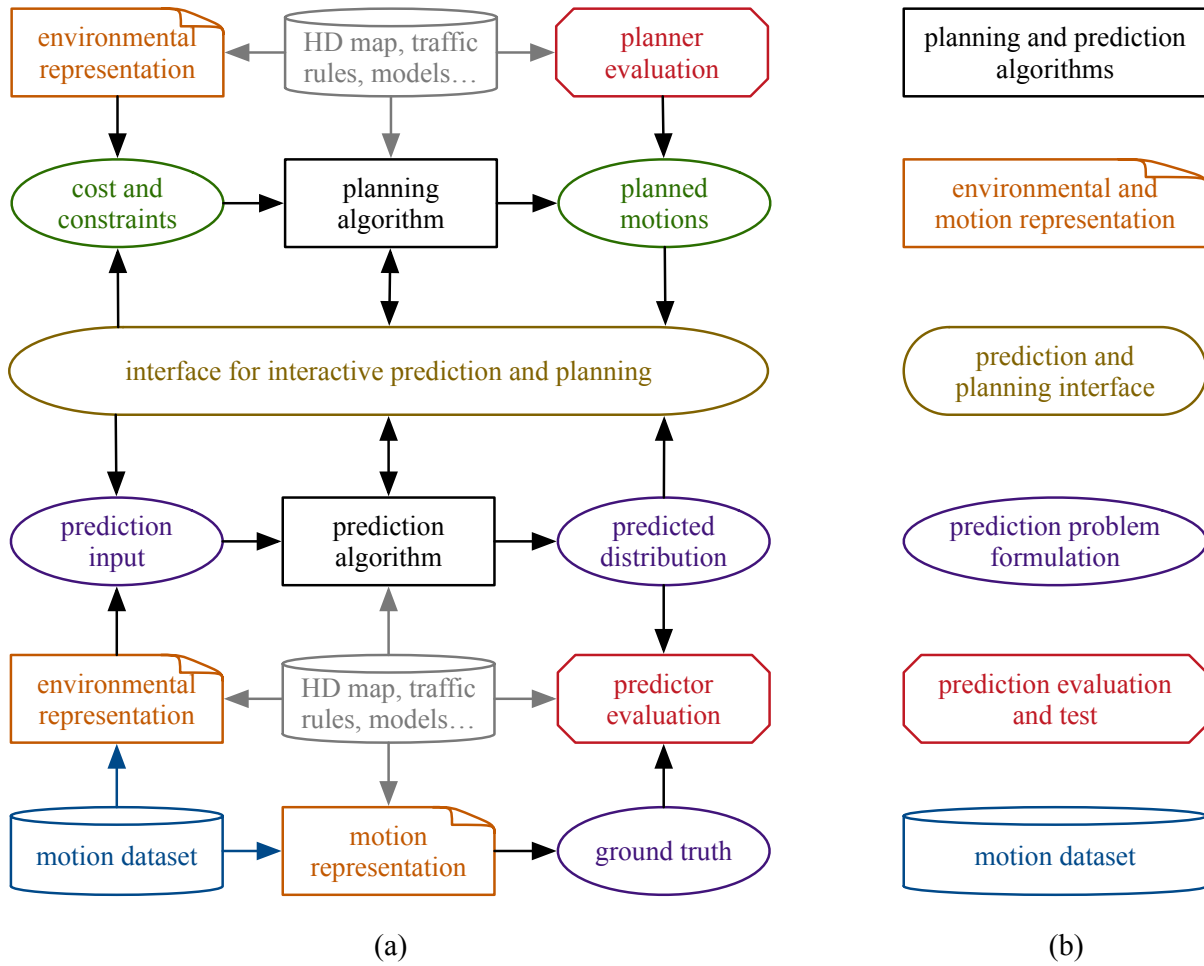 environmental
representation
HD map, traffic
rules, models…
planner
evaluation
cost and
constraints
planning
algorithm
planned
motions
interface for interactive prediction and planning
prediction
input
prediction
algorithm
predicted
distribution
environmental
representation
HD map, traffic
rules, models…
predictor
evaluation
motion dataset
motion
representation
ground truth
(a)
planning and prediction
algorithms
environmental and
motion representation
prediction and
planning interface
prediction problem
formulation
prediction evaluation
and test
motion dataset
(b)